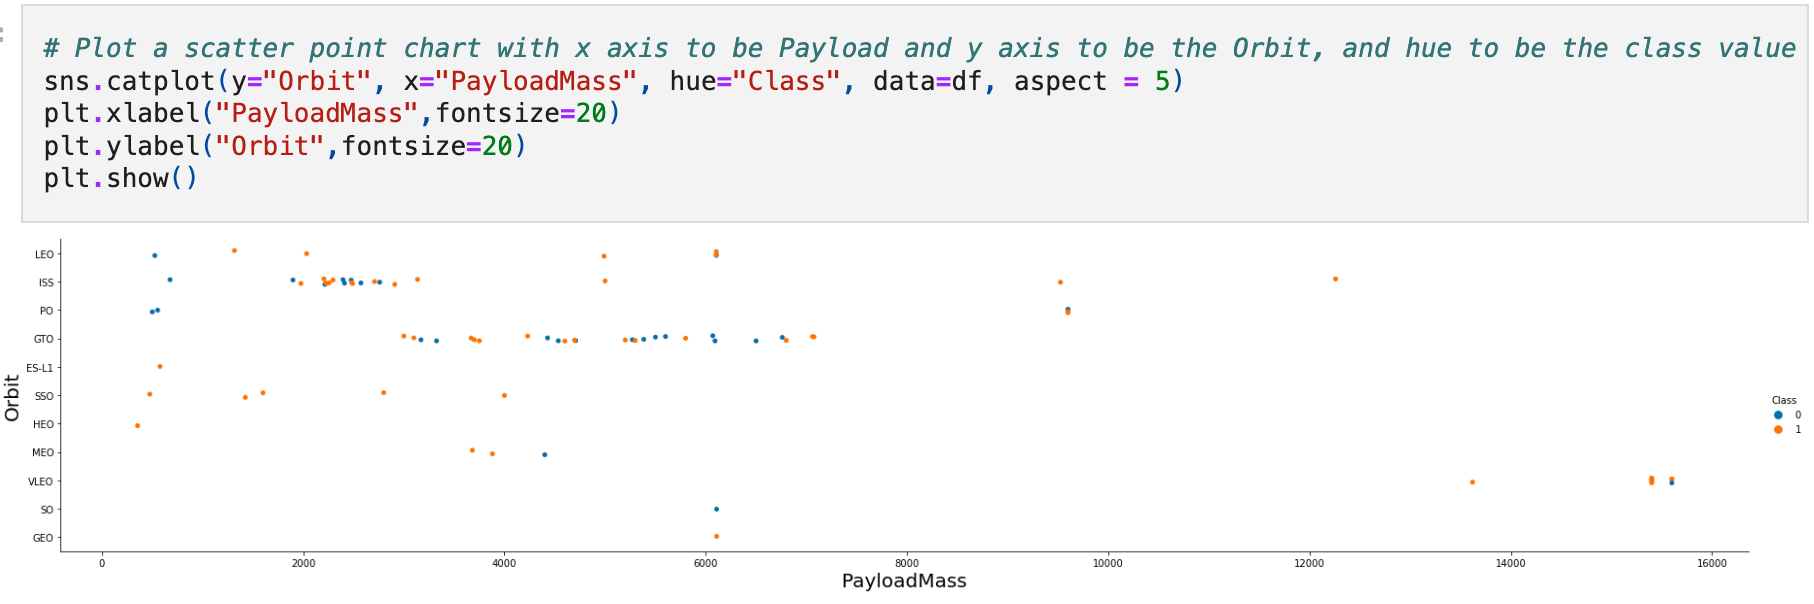 # Plot a scatter point chart with x axis to be Payload and y axis to be the Orbit, and hue to be the class value
sns.catplot(y="Orbit", x="PayloadMass", hue="Class", data=df, aspect = 5)
plt.xlabel("PayloadMass",fontsize=20)
plt.ylabel("Orbit",fontsize=20)
plt.show()
LEO
ISS
PO
GTO
ES-L1
SSO
HEO
MEO
VLEO
SO
GEO
Orbit
Class
0
1
0 2000 4000 6000 8000 10000 12000 14000 16000
PayloadMass